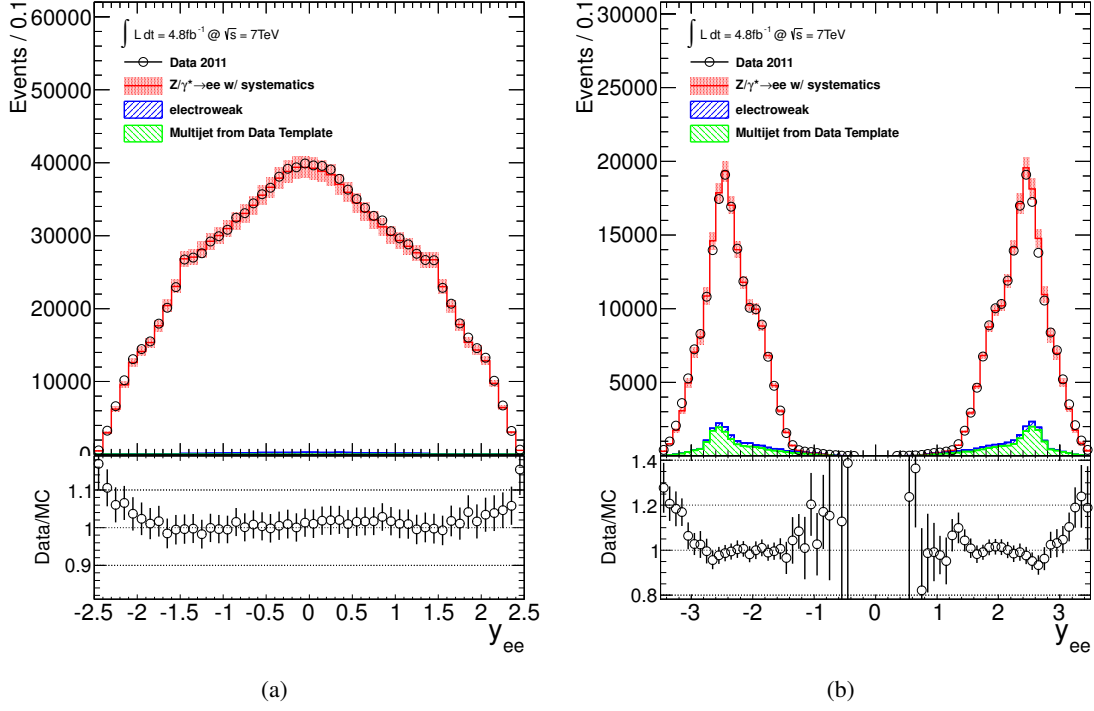 Events / 0.1
60000
50000
40000
30000
20000
10000
0
∫ L dt = 4.8fb⁻¹ @ √s = 7TeV
Data 2011
Z/γ*→ee w/ systematics
electroweak
Multijet from Data Template
Data/MC
1.1
1
0.9
-2.5 -2 -1.5 -1 -0.5 0 0.5 1 1.5 2 2.5
y_ee
(a)
Events / 0.1
30000
25000
20000
15000
10000
5000
∫ L dt = 4.8fb⁻¹ @ √s = 7TeV
Data 2011
Z/γ*→ee w/ systematics
electroweak
Multijet from Data Template
Data/MC
1.4
1.2
1
0.8
-3 -2 -1 0 1 2 3
y_ee
(b)